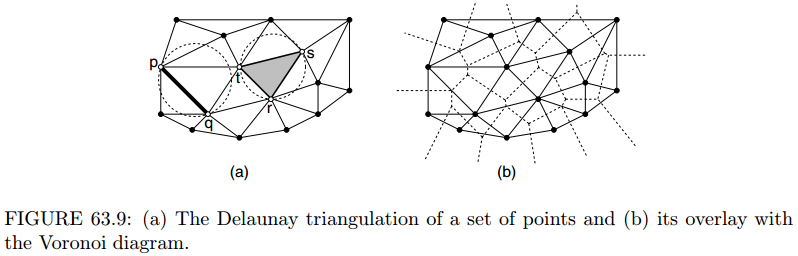 p
s
t
r
q
(a)
(b)
FIGURE 63.9: (a) The Delaunay triangulation of a set of points and (b) its overlay with
the Voronoi diagram.